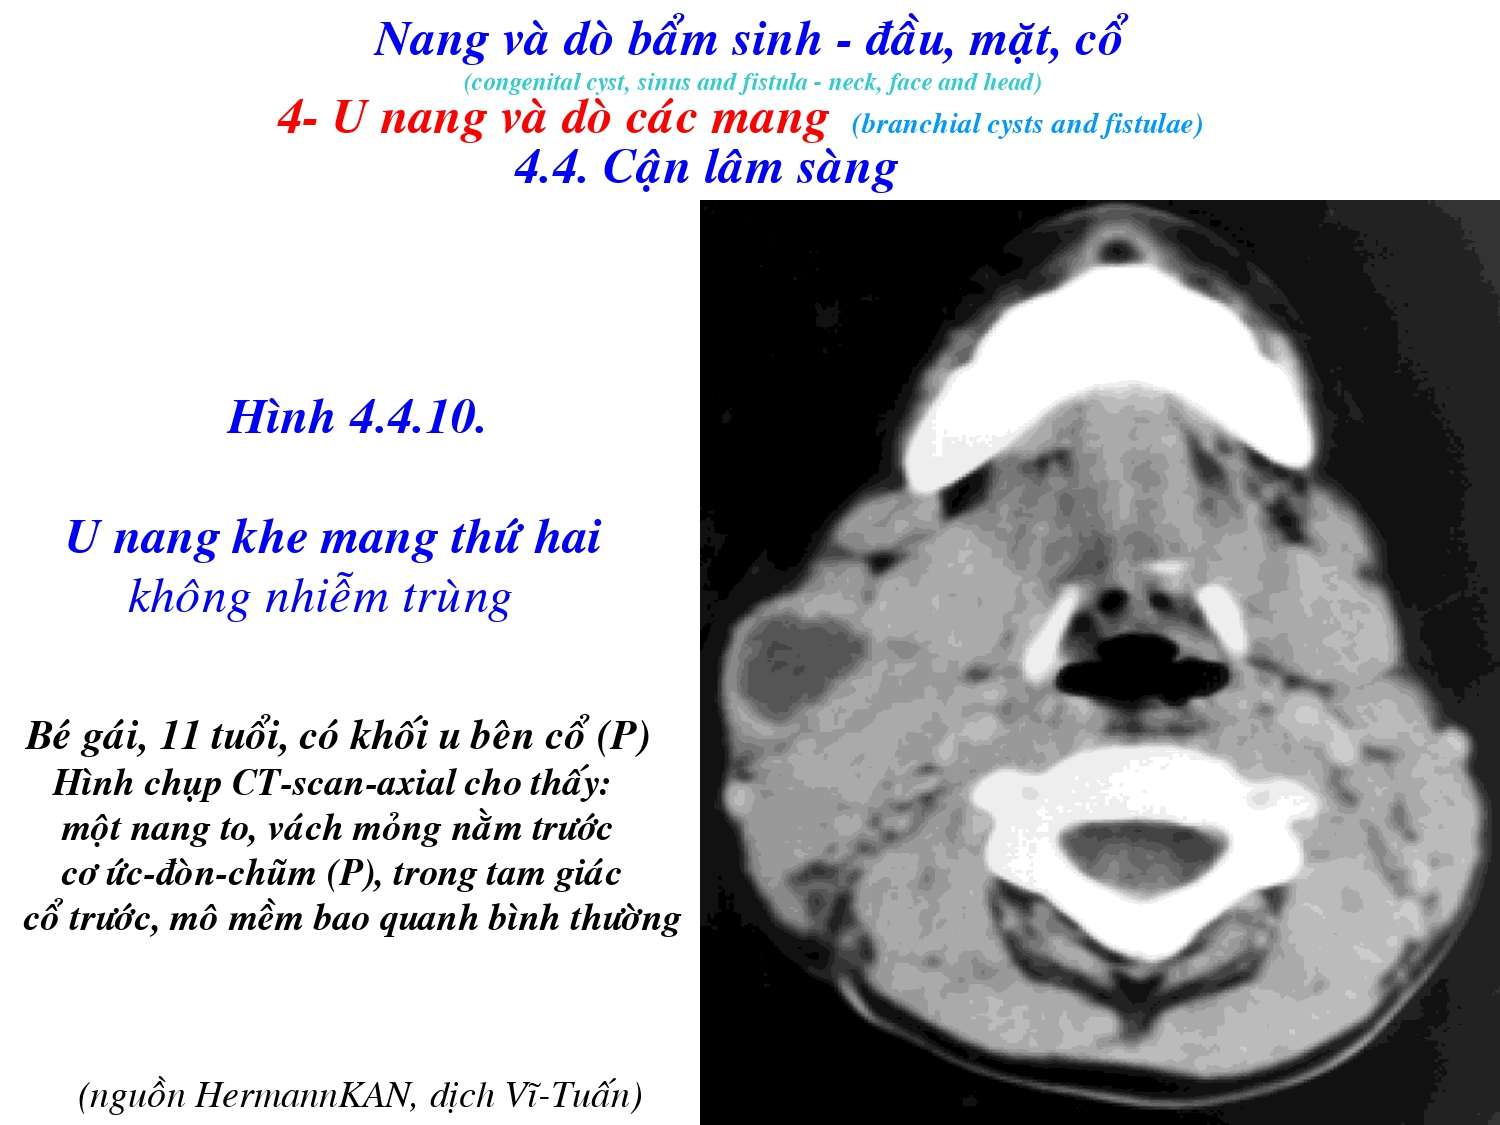 Nang và dò bẩm sinh - đầu, mặt, cổ
(congenital cyst, sinus and fistula - neck, face and head)
4- U nang và dò các mang (branchial cysts and fistulae)
4.4. Cận lâm sàng
Hình 4.4.10.
U nang khe mang thứ hai
không nhiễm trùng
Bé gái, 11 tuổi, có khối u bên cổ (P)
Hình chụp CT-scan-axial cho thấy:
một nang to, vách mỏng nằm trước
cơ ức-đòn-chũm (P), trong tam giác
cổ trước, mô mềm bao quanh bình thường
(nguồn HermannKAN, dịch Vĩ-Tuấn)